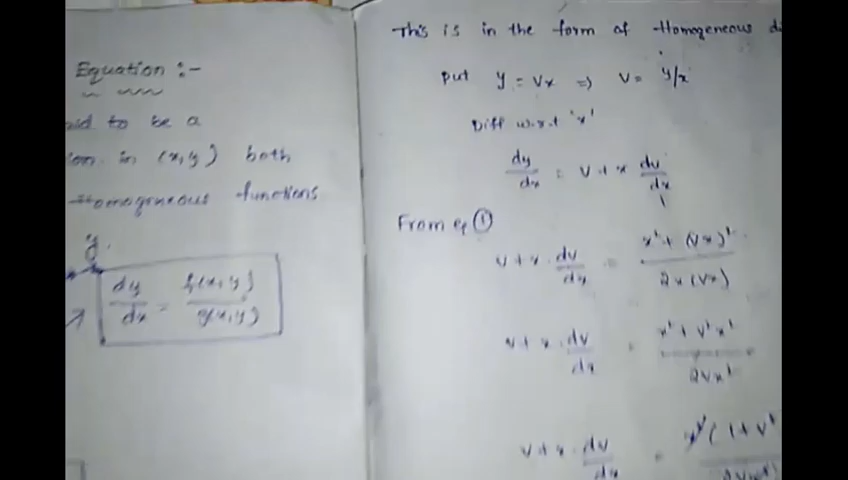 Equation :-
to be a
in (x,y) both
Homogeneous functions
y.
dy/dx = f(x,y)/g(x,y)
This is in the form of Homogeneous
put y = Vx => V = y/x
Diff w.r.t 'x'
dy/dx = V + x dv/dx
From eq ①
V + x . dv/dx = x² + (Vx)² / 2x(Vx)
V + x . dv/dx = x² + V²x² / 2Vx²
V + x . dv/dx = x²(1 + V²